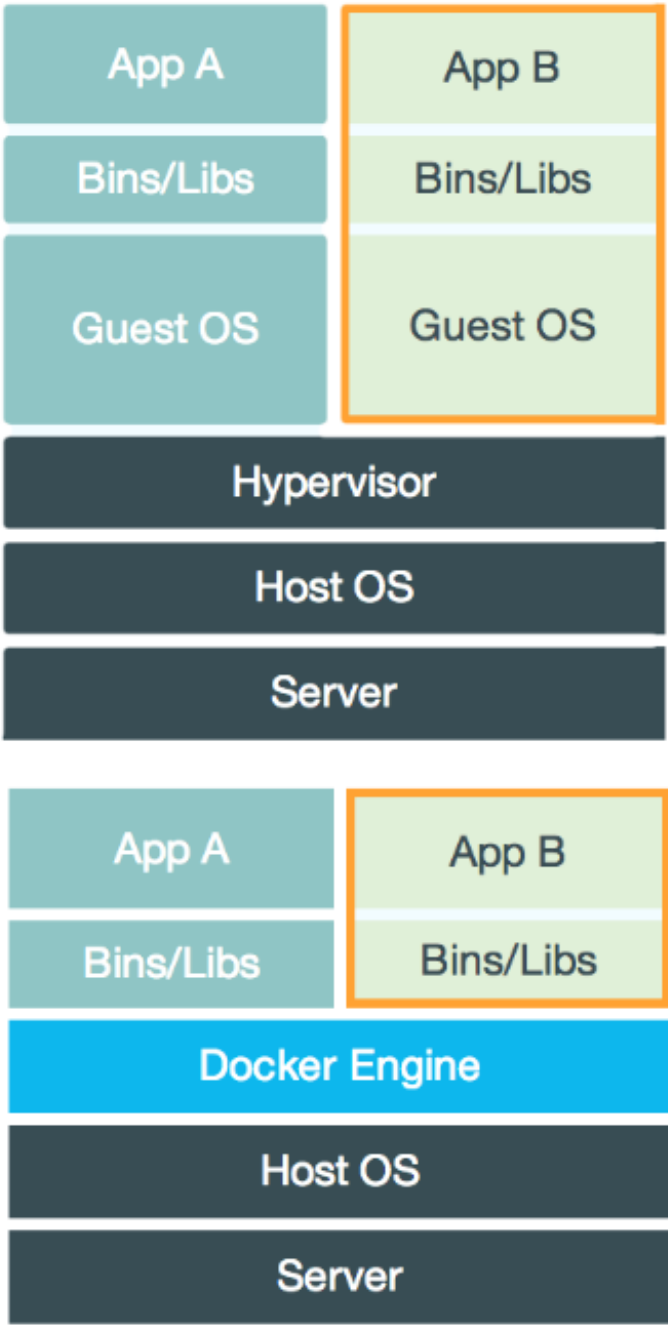 App A
App B
Bins/Libs
Bins/Libs
Guest OS
Guest OS
Hypervisor
Host OS
Server
App A
App B
Bins/Libs
Bins/Libs
Docker Engine
Host OS
Server